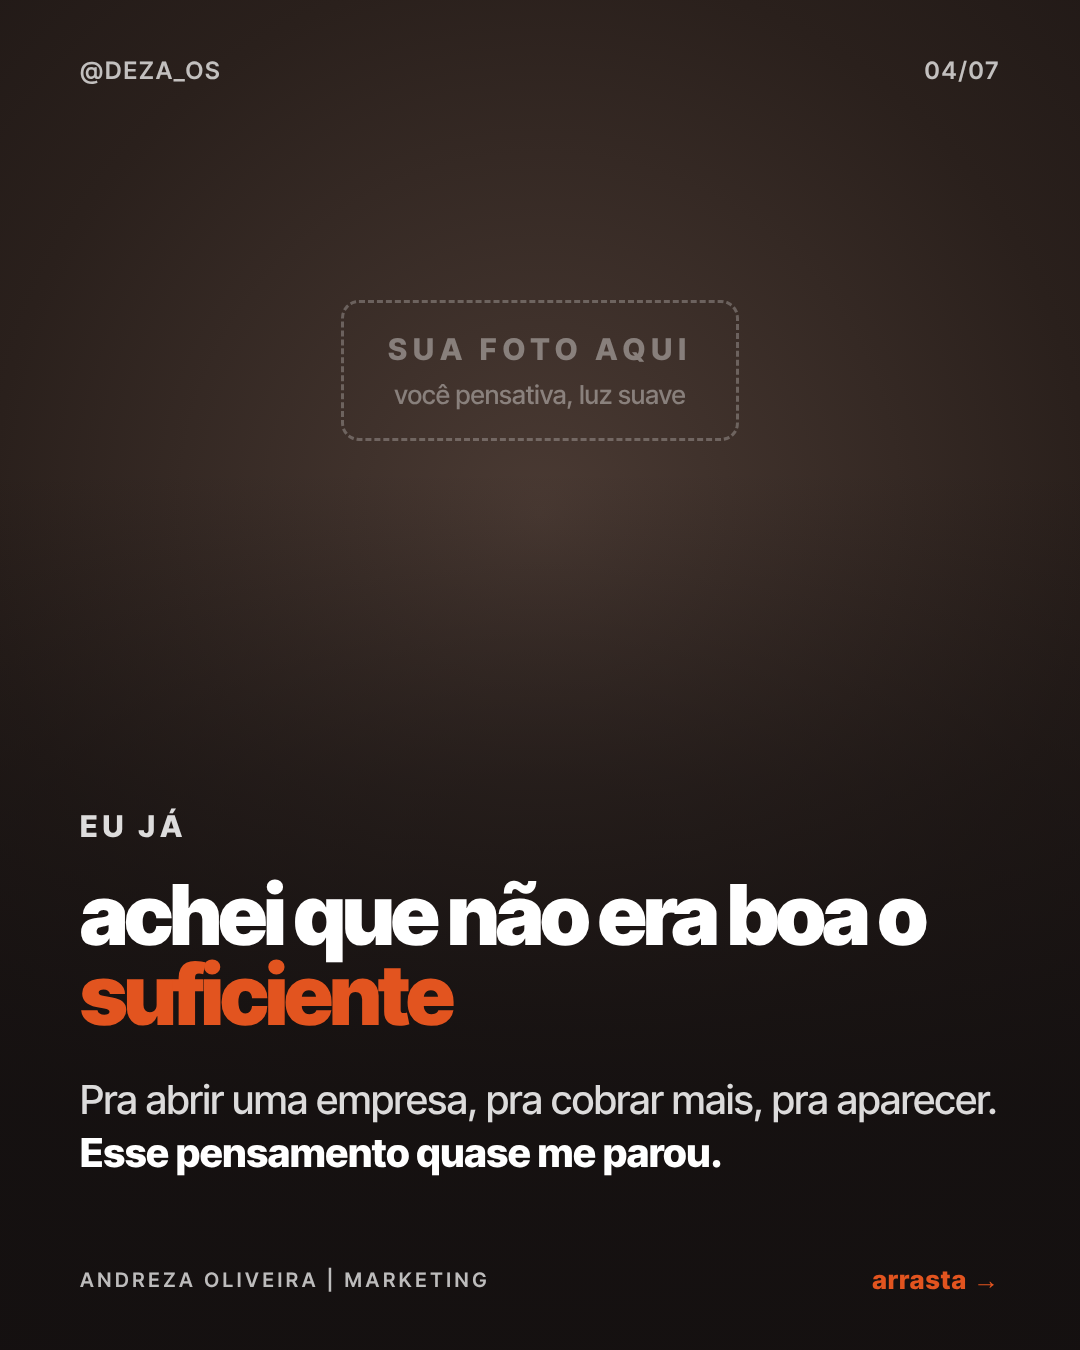 @DEZA_OS
04/07
SUA FOTO AQUI
você pensativa, luz suave
EU JÁ
achei que não era boa o
suficiente
Pra abrir uma empresa, pra cobrar mais, pra aparecer.
Esse pensamento quase me parou.
ANDREZA OLIVEIRA | MARKETING
arrasta →